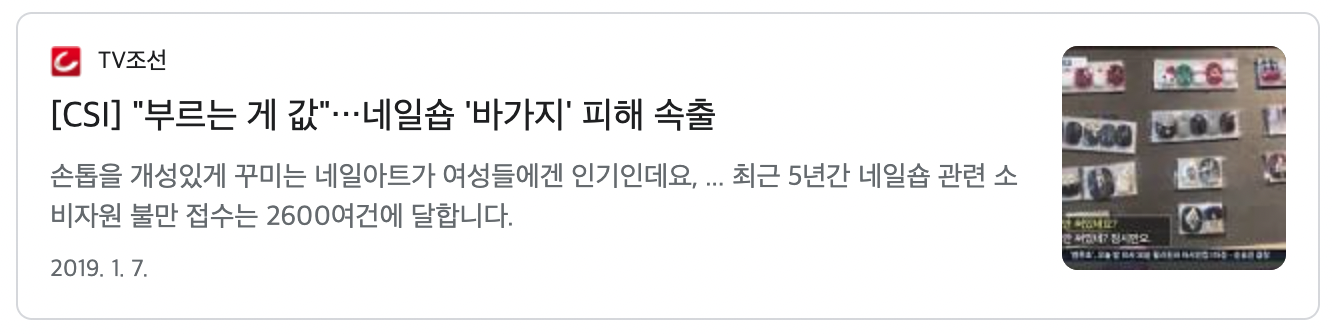 TV조선
[CSI] "부르는 게 값"…네일숍 '바가지' 피해 속출
손톱을 개성있게 꾸미는 네일아트가 여성들에겐 인기인데요, ... 최근 5년간 네일숍 관련 소
비자원 불만 접수는 2600여건에 달합니다.
2019. 1. 7.